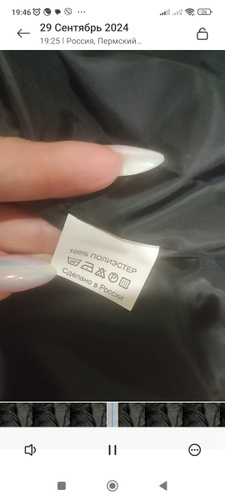 19:46
29 Сентябрь 2024
19:25 | Россия, Пермский...
100% ПОЛИЭСТЕР
Сделано в России